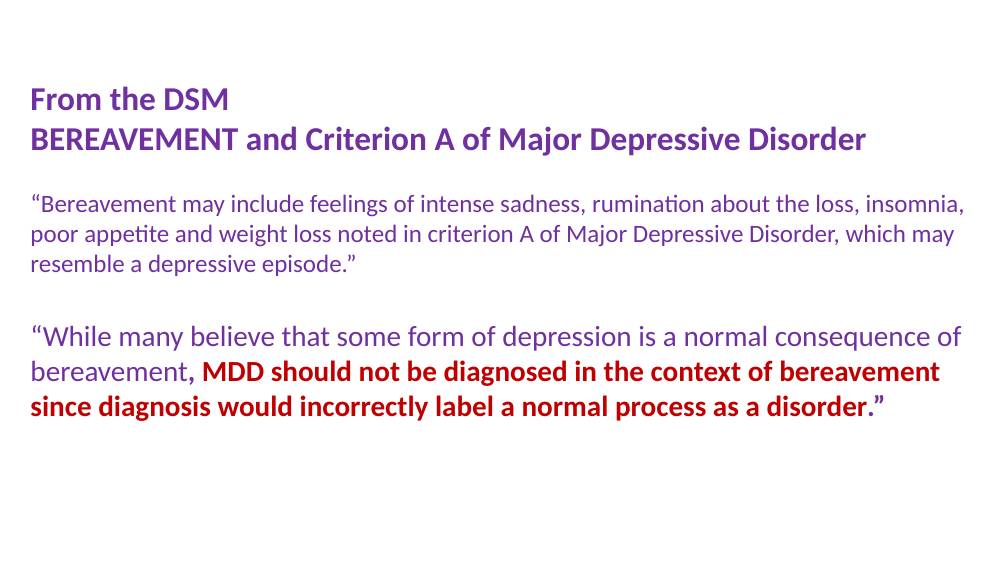 From the DSM
BEREAVEMENT and Criterion A of Major Depressive Disorder
“Bereavement may include feelings of intense sadness, rumination about the loss, insomnia,
poor appetite and weight loss noted in criterion A of Major Depressive Disorder, which may
resemble a depressive episode.”
“While many believe that some form of depression is a normal consequence of
bereavement, MDD should not be diagnosed in the context of bereavement
since diagnosis would incorrectly label a normal process as a disorder.”